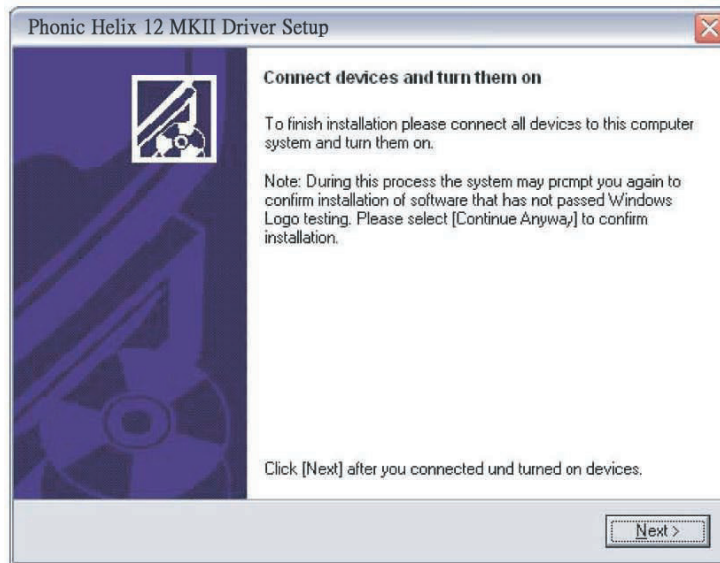 Phonic Helix 12 MKII Driver Setup
Connect devices and turn them on
To finish installation please connect all devices to this computer
system and turn them on.
Note: During this process the system may prompt you again to
confirm installation of software that has not passed Windows
Logo testing. Please select [Continue Anyway] to confirm
installation.
Click [Next] after you connected und turned on devices.
Next >